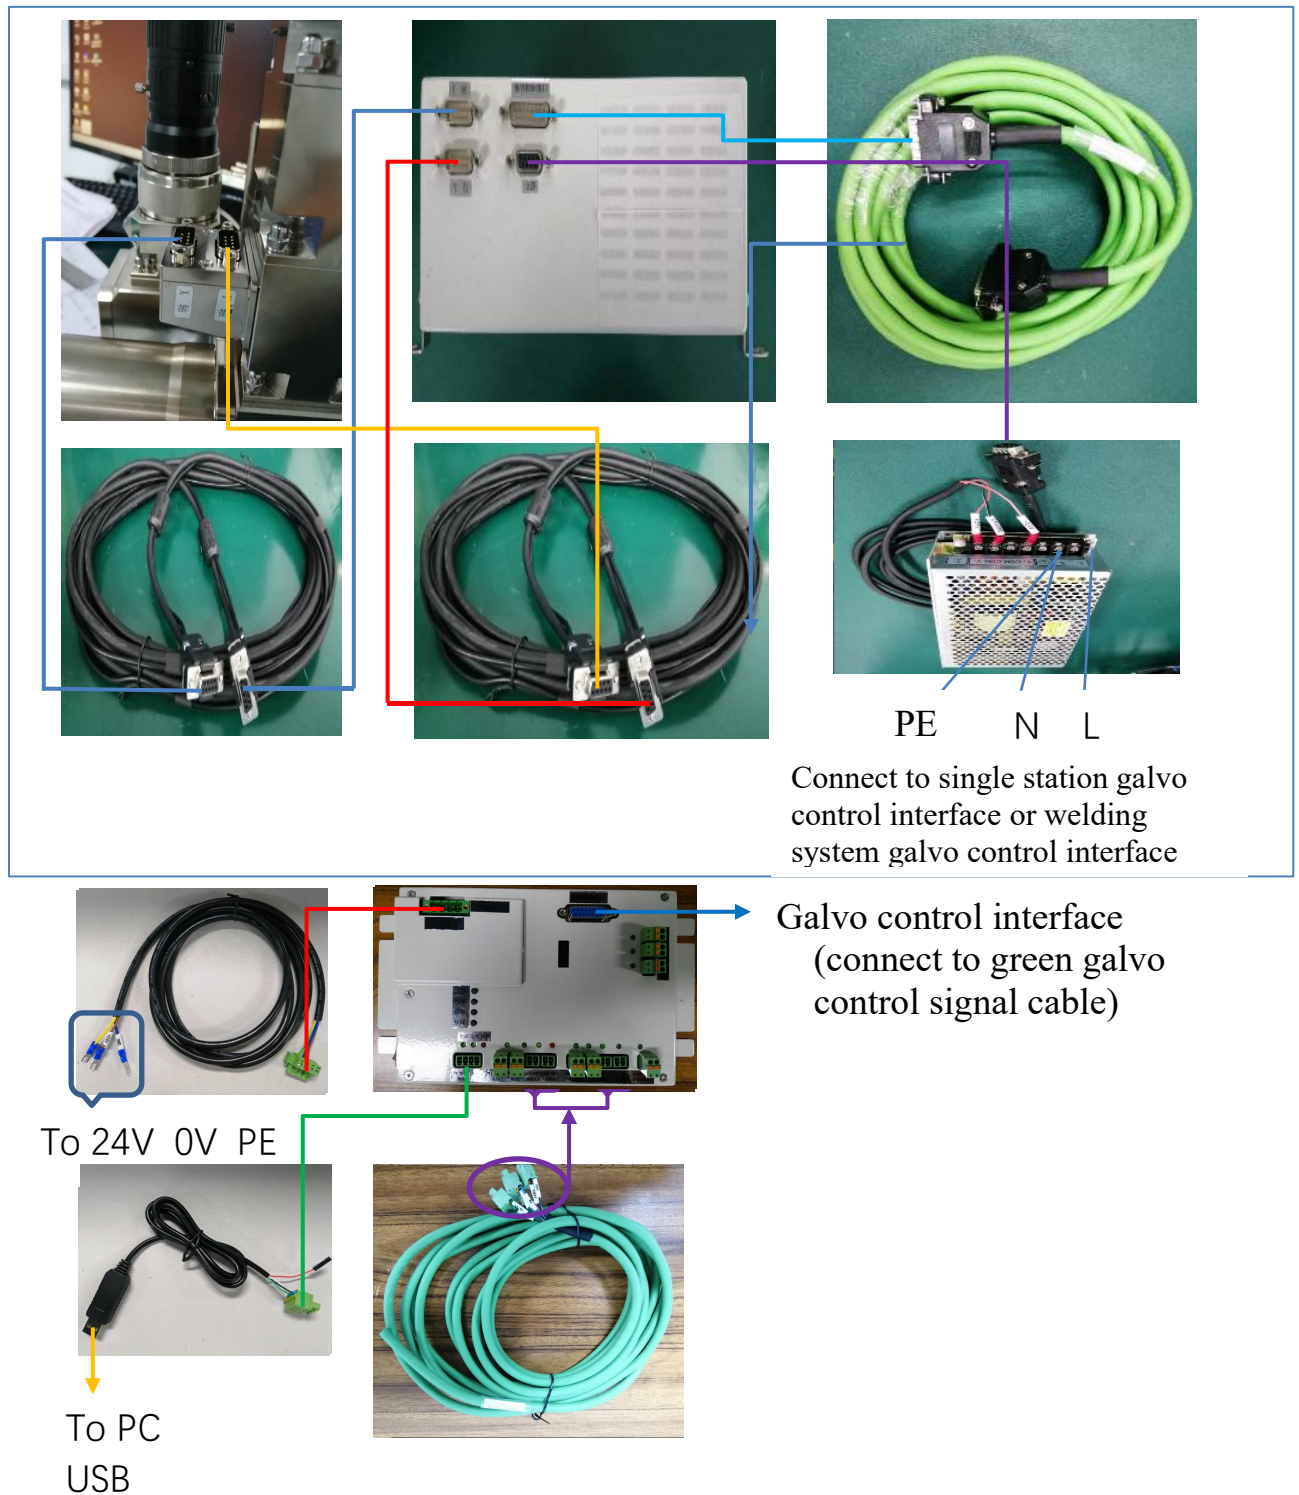 PE N L
Connect to single station galvo
control interface or welding
system galvo control interface
Galvo control interface
(connect to green galvo
control signal cable)
To 24V 0V PE
To PC
USB